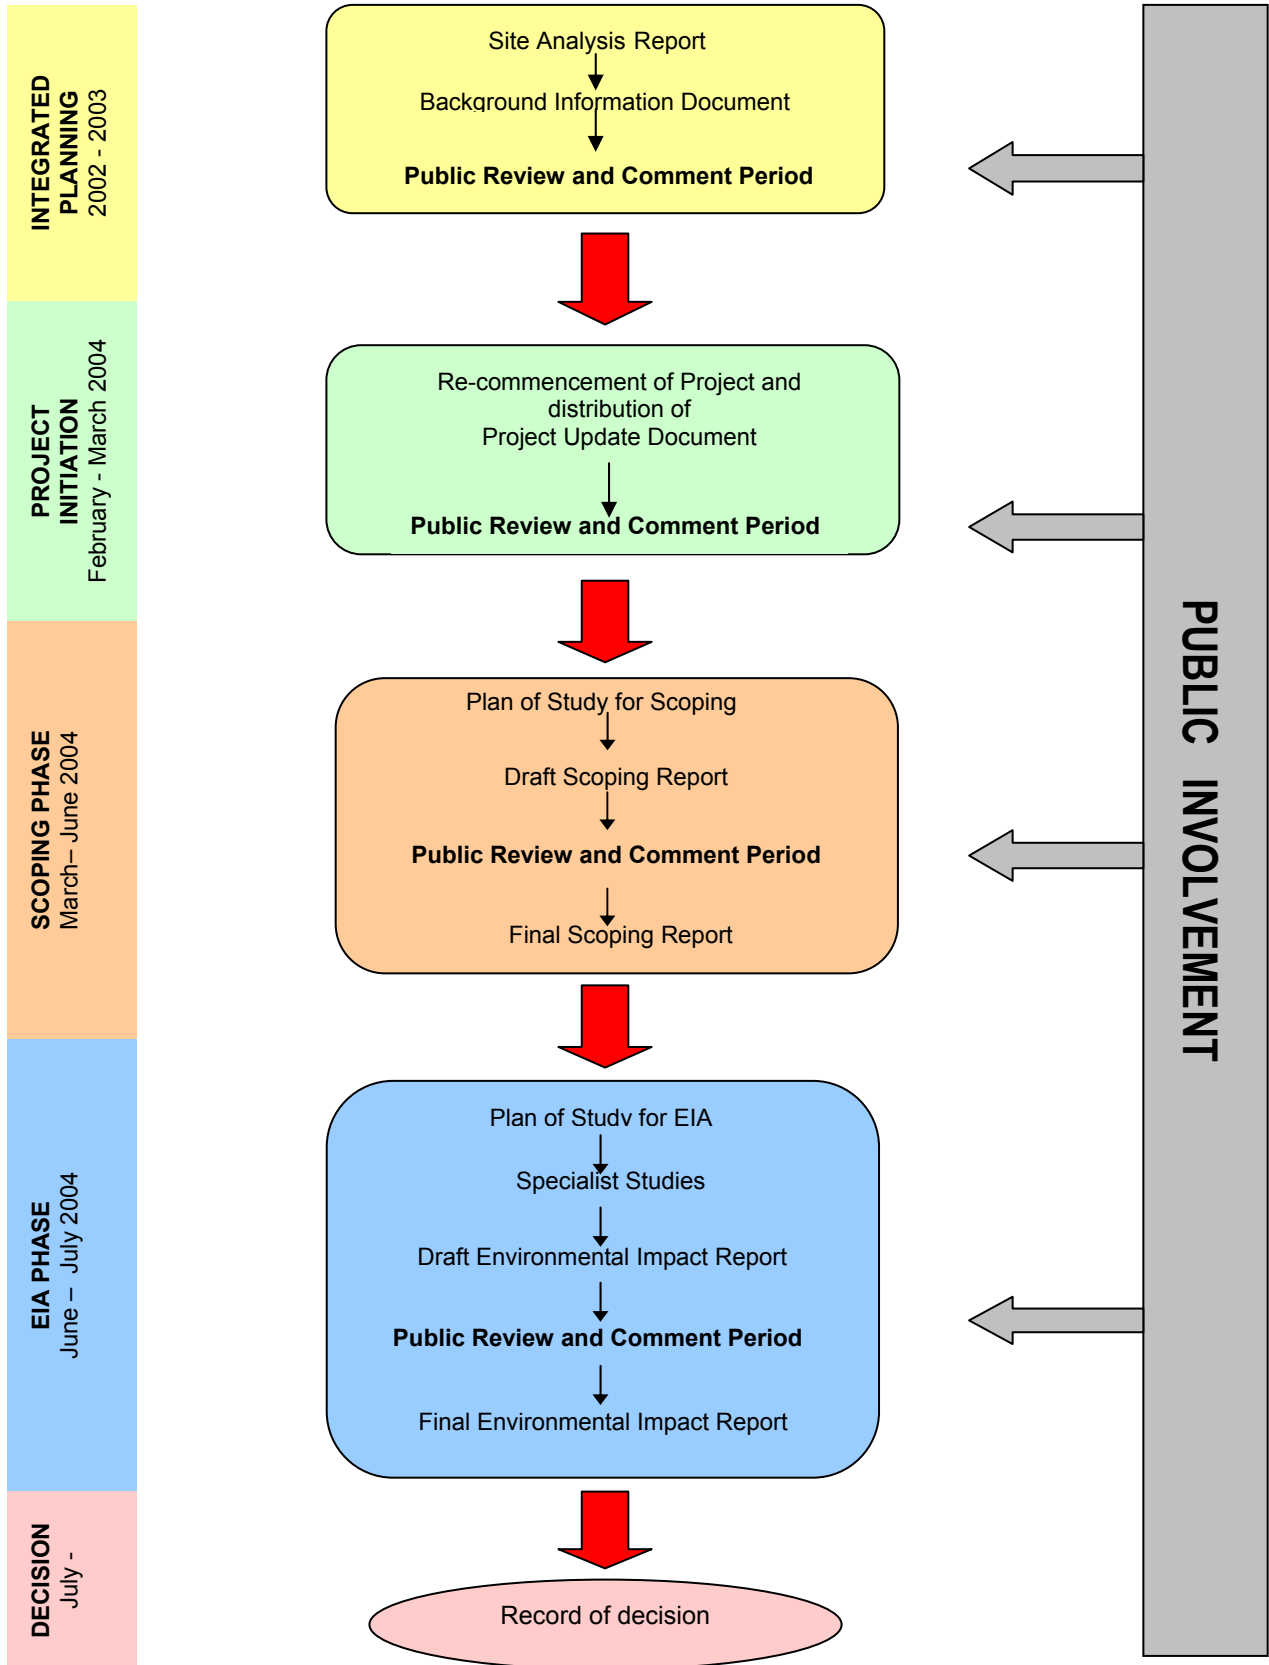 INTEGRATED
PLANNING
2002 - 2003
Site Analysis Report
Background Information Document
Public Review and Comment Period
PROJECT
INITIATION
February - March 2004
Re-commencement of Project and
distribution of
Project Update Document
Public Review and Comment Period
SCOPING PHASE
March– June 2004
Plan of Study for Scoping
Draft Scoping Report
Public Review and Comment Period
Final Scoping Report
EIA PHASE
June – July 2004
Plan of Study for EIA
Specialist Studies
Draft Environmental Impact Report
Public Review and Comment Period
Final Environmental Impact Report
DECISION
July -
Record of decision
PUBLIC INVOLVEMENT